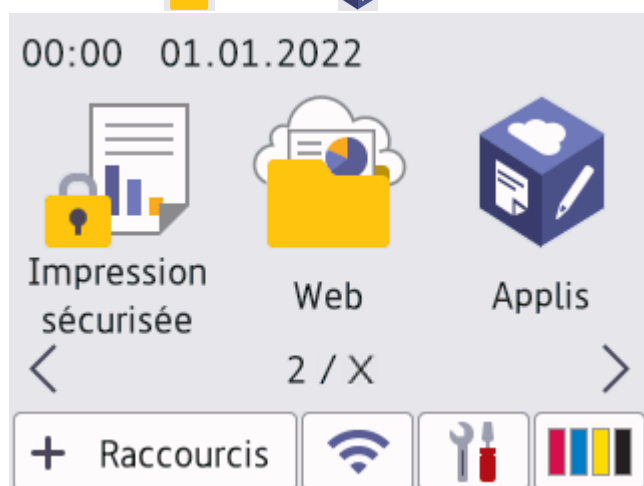 00:00 01.01.2022
Impression
sécurisée
Web
Applis
2 / X
+ Raccourcis